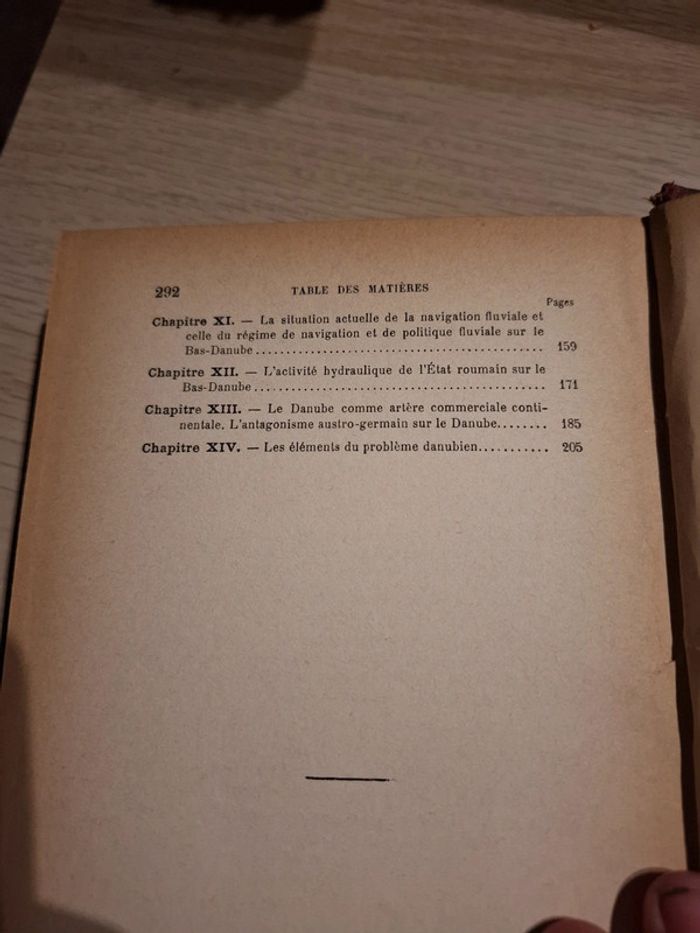 292 TABLE DES MATIÈRES
Pages
Chapitre XI. — La situation actuelle de la navigation fluviale et
celle du régime de navigation et de politique fluviale sur le
Bas-Danube............................................ 159
Chapitre XII. — L'activité hydraulique de l'État roumain sur le
Bas-Danube............................................ 171
Chapitre XIII. — Le Danube comme artère commerciale conti-
nentale. L'antagonisme austro-germain sur le Danube........ 185
Chapitre XIV. — Les éléments du problème danubien........... 205